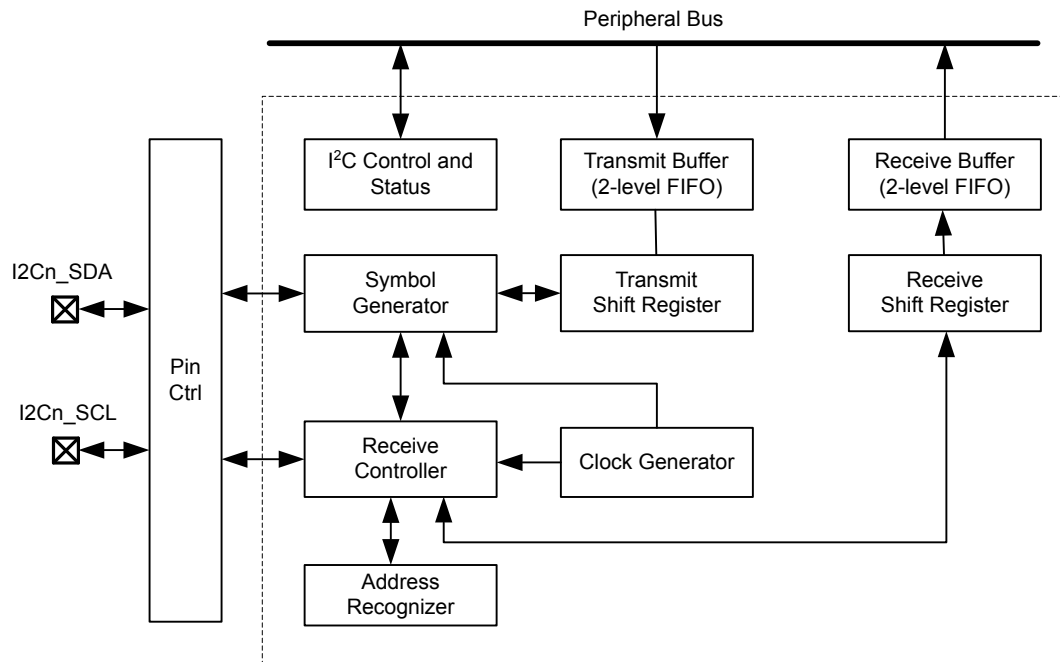 Peripheral Bus
I²C Control and
Status
Transmit Buffer
(2-level FIFO)
Receive Buffer
(2-level FIFO)
I2Cn_SDA
Symbol
Generator
Transmit
Shift Register
Receive
Shift Register
Pin
Ctrl
I2Cn_SCL
Receive
Controller
Clock Generator
Address
Recognizer